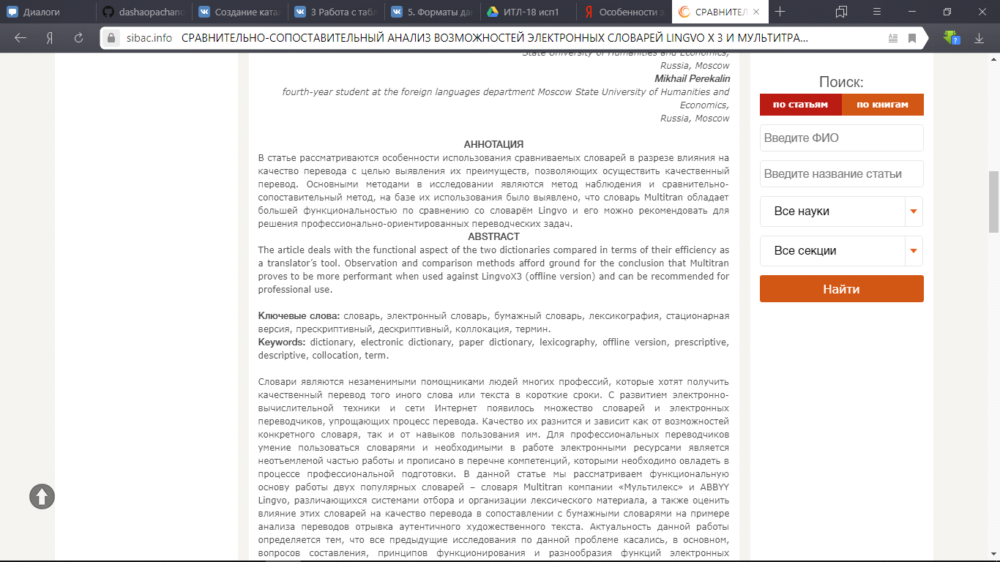 Диалоги
dashaopachano
Создание ката
3 Работа с табл
5. Форматы да
ИТЛ-18 исп1
Особенности э
СРАВНИТЕЛ
sibac.info СРАВНИТЕЛЬНО-СОПОСТАВИТЕЛЬНЫЙ АНАЛИЗ ВОЗМОЖНОСТЕЙ ЭЛЕКТРОННЫХ СЛОВАРЕЙ LINGVO X 3 И МУЛЬТИТРА...
State University of Humanities and Economics,
Russia, Moscow
Mikhail Perekalin
fourth-year student at the foreign languages department Moscow State University of Humanities and
Economics,
Russia, Moscow
АННОТАЦИЯ
В статье рассматриваются особенности использования сравниваемых словарей в разрезе влияния на
качество перевода с целью выявления их преимуществ, позволяющих осуществить качественный
перевод. Основными методами в исследовании являются метод наблюдения и сравнительно-
сопоставительный метод, на базе их использования было выявлено, что словарь Multitran обладает
большей функциональностью по сравнению со словарём Lingvo и его можно рекомендовать для
решения профессионально-ориентированных переводческих задач.
ABSTRACT
The article deals with the functional aspect of the two dictionaries compared in terms of their efficiency as
a translator’s tool. Observation and comparison methods afford ground for the conclusion that Multitran
proves to be more performant when used against LingvoX3 (offline version) and can be recommended for
professional use.
Ключевые слова: словарь, электронный словарь, бумажный словарь, лексикография, стационарная
версия, прескриптивный, дескриптивный, коллокация, термин.
Keywords: dictionary, electronic dictionary, paper dictionary, lexicography, offline version, prescriptive,
descriptive, collocation, term.
Словари являются незаменимыми помощниками людей многих профессий, которые хотят получить
качественный перевод того иного слова или текста в короткие сроки. С развитием электронно-
вычислительной техники и сети Интернет появилось множество словарей и электронных
переводчиков, упрощающих процесс перевода. Качество их разнится и зависит как от возможностей
конкретного словаря, так и от навыков пользования им. Для профессиональных переводчиков
умение пользоваться словарями и необходимыми в работе электронными ресурсами является
неотъемлемой частью работы и прописано в перечне компетенций, которыми необходимо овладеть в
процессе профессиональной подготовки. В данной статье мы рассматриваем функциональную
основу работы двух популярных словарей – словаря Multitran компании «Мультилекс» и ABBYY
Lingvo, различающихся системами отбора и организации лексического материала, а также оценить
влияние этих словарей на качество перевода в сопоставлении с бумажными словарями на примере
анализа переводов отрывка аутентичного художественного текста. Актуальность данной работы
определяется тем, что все предыдущие исследования по данной проблеме касались, в основном,
вопросов составления, принципов функционирования и разнообразия функций электронных
Поиск:
по статьям
по книгам
Введите ФИО
Введите название статьи
Все науки
Все секции
Найти